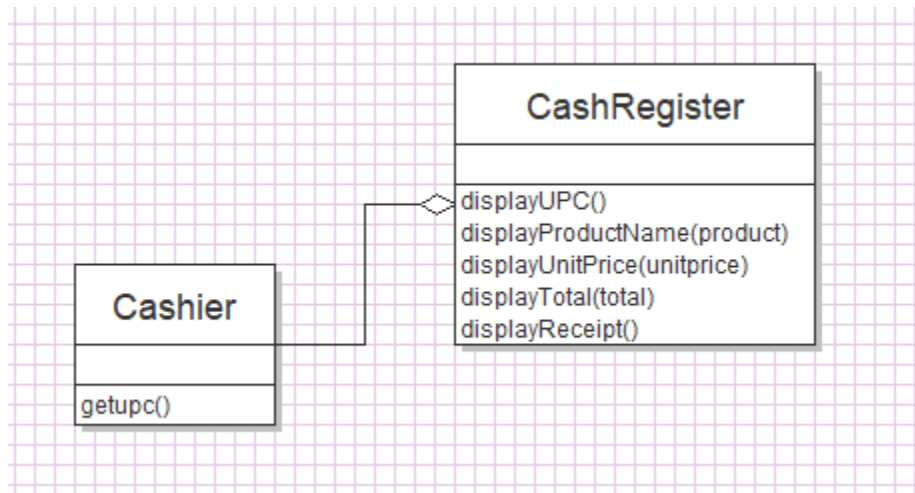 CashRegister
displayUPC()
displayProductName(product)
displayUnitPrice(unitprice)
displayTotal(total)
displayReceipt()
Cashier
getupc()